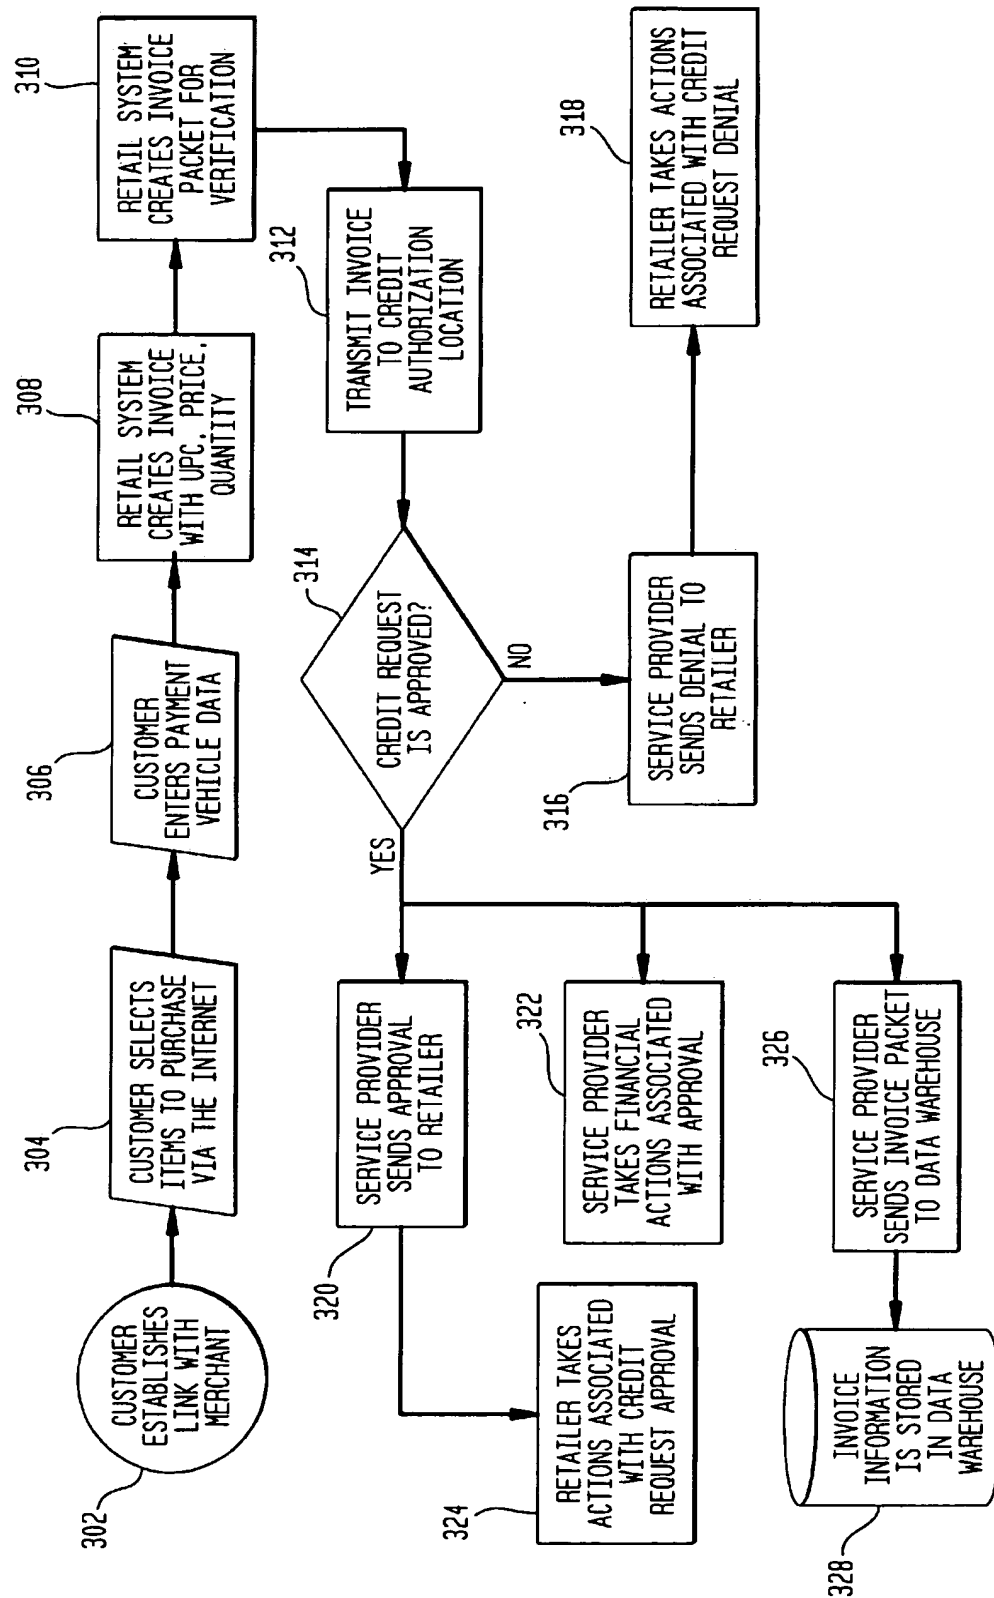 302
CUSTOMER
ESTABLISHES
LINK WITH
MERCHANT
304
CUSTOMER SELECTS
ITEMS TO PURCHASE
VIA THE INTERNET
306
CUSTOMER
ENTERS PAYMENT
VEHICLE DATA
308
RETAIL SYSTEM
CREATES INVOICE
WITH UPC, PRICE,
QUANTITY
310
RETAIL SYSTEM
CREATES INVOICE
PACKET FOR
VERIFICATION
312
TRANSMIT INVOICE
TO CREDIT
AUTHORIZATION
LOCATION
314
CREDIT REQUEST
IS APPROVED?
NO
YES
316
SERVICE PROVIDER
SENDS DENIAL TO
RETAILER
318
RETAILER TAKES ACTIONS
ASSOCIATED WITH CREDIT
REQUEST DENIAL
320
SERVICE PROVIDER
SENDS APPROVAL
TO RETAILER
322
SERVICE PROVIDER
TAKES FINANCIAL
ACTIONS ASSOCIATED
WITH APPROVAL
324
RETAILER TAKES
ACTIONS ASSOCIATED
WITH CREDIT
REQUEST APPROVAL
326
SERVICE PROVIDER
SENDS INVOICE PACKET
TO DATA WAREHOUSE
328
INVOICE
INFORMATION
IS STORED
IN DATA
WAREHOUSE